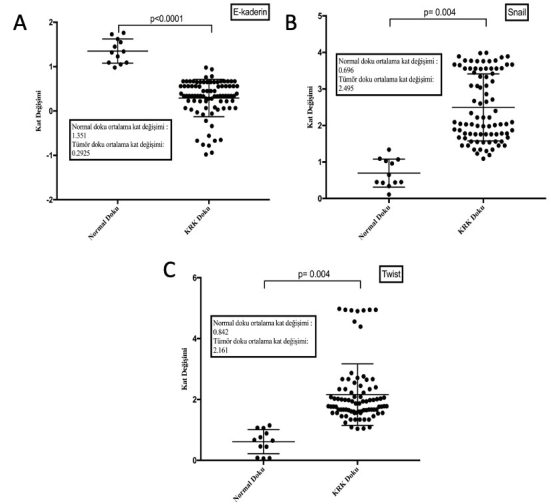 A
p<0.0001
E-kaderin
Kat Değişimi
2
1
0
-1
-2
Normal doku ortalama kat değişimi :
1.351
Tümör doku ortalama kat değişimi:
0.2925
Normal Doku
KRK Doku
B
p= 0.004
Snail
Kat Değişimi
5
4
3
2
1
0
Normal doku ortalama kat değişimi :
0.696
Tümör doku ortalama kat değişimi:
2.495
Normal Doku
KRK Doku
C
p= 0.004
Twist
Kat Değişimi
6
4
2
0
Normal doku ortalama kat değişimi :
0.842
Tümör doku ortalama kat değişimi:
2.161
Normal Doku
KRK Doku